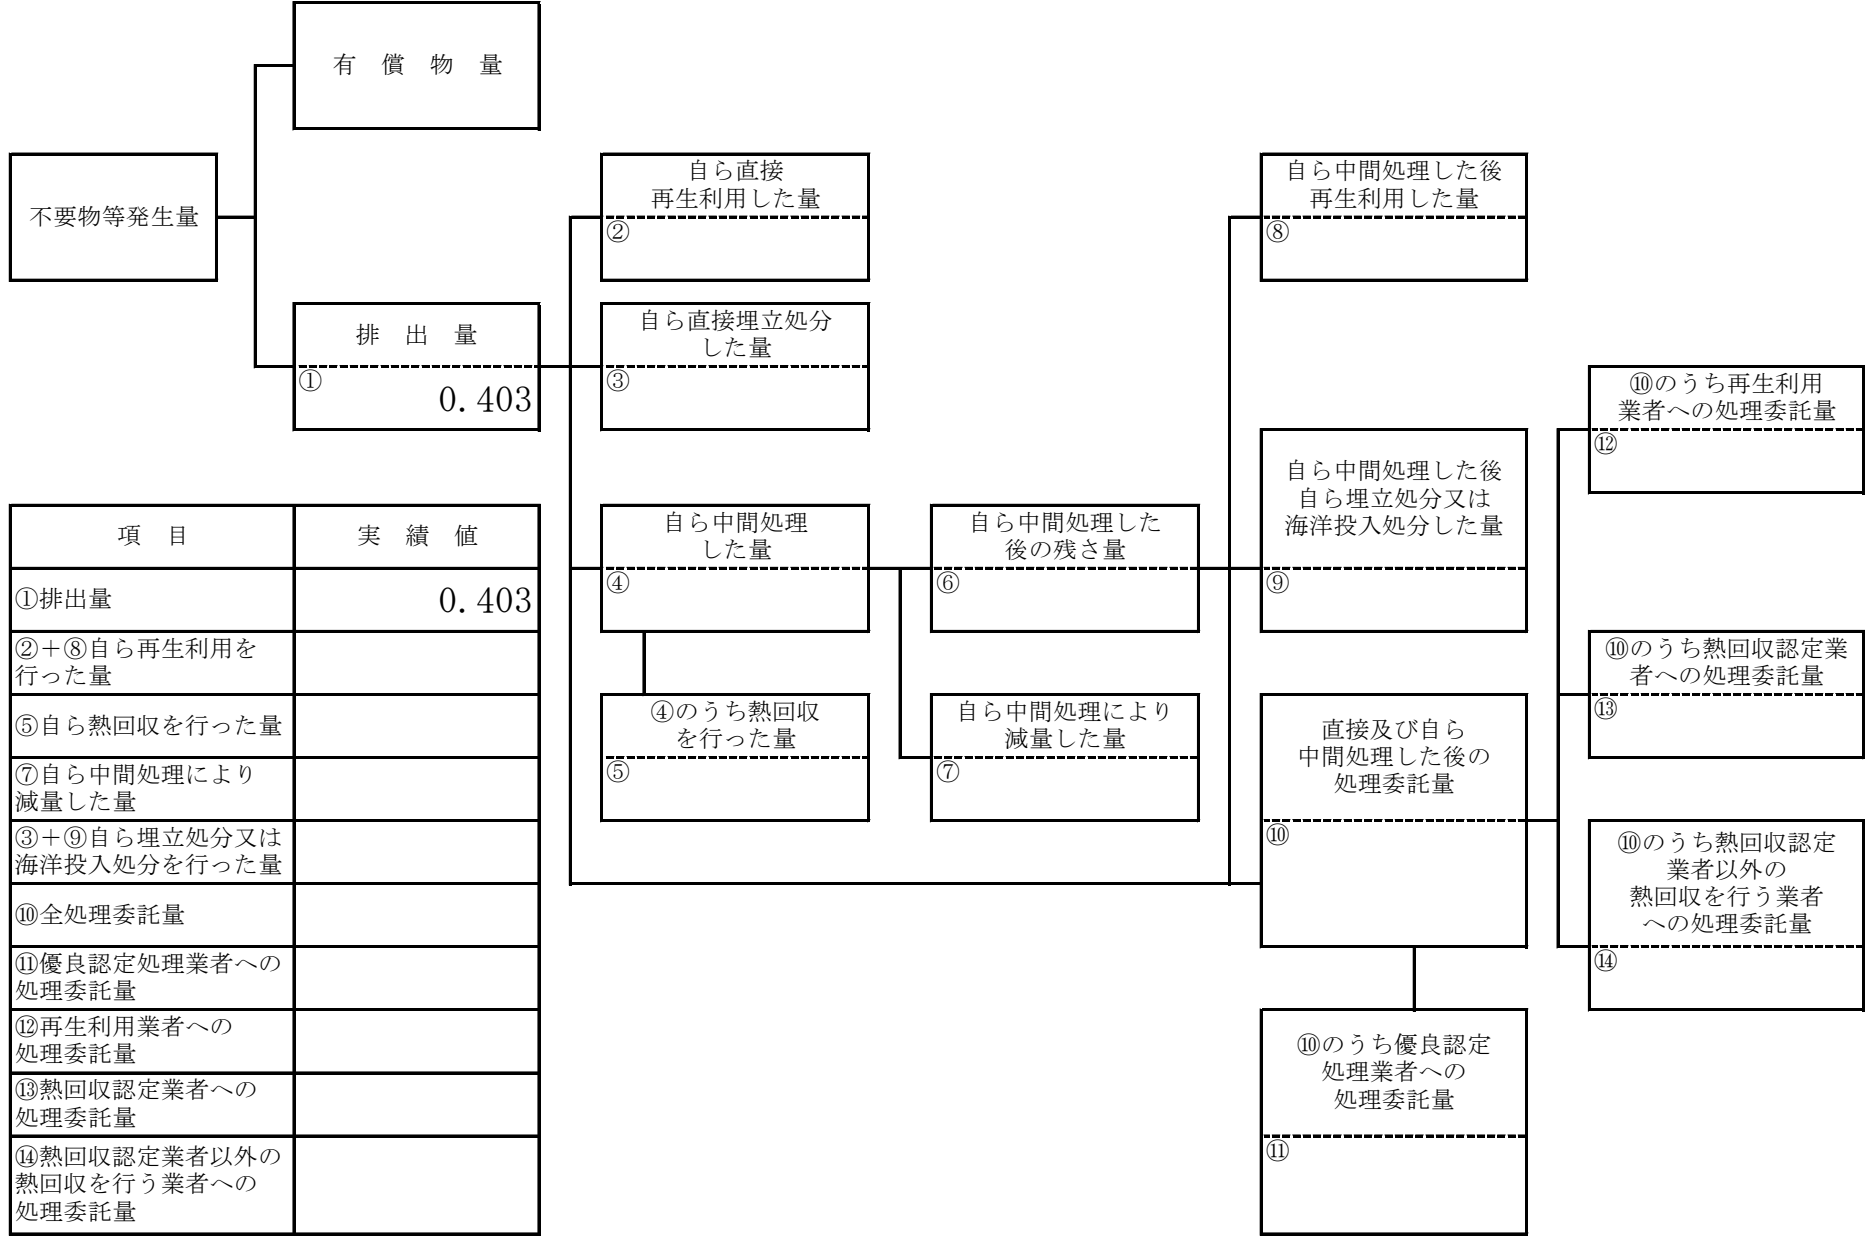 有　償　物　量
不要物等発生量
排　出　量
①
0.403
自ら直接
再生利用した量
②
自ら直接埋立処分
した量
③
自ら中間処理
した量
④
④のうち熱回収
を行った量
⑤
自ら中間処理した
後の残さ量
⑥
自ら中間処理により
減量した量
⑦
自ら中間処理した後
再生利用した量
⑧
自ら中間処理した後
自ら埋立処分又は
海洋投入処分した量
⑨
直接及び自ら
中間処理した後の
処理委託量
⑩
⑩のうち優良認定
処理業者への
処理委託量
⑪
⑩のうち再生利用
業者への処理委託量
⑫
⑩のうち熱回収認定業
者への処理委託量
⑬
⑩のうち熱回収認定
業者以外の
熱回収を行う業者
への処理委託量
⑭
項　目　実　績　値
①排出量　0.403
②＋⑧自ら再生利用を
行った量
⑤自ら熱回収を行った量
⑦自ら中間処理により
減量した量
③＋⑨自ら埋立処分又は
海洋投入処分を行った量
⑩全処理委託量
⑪優良認定処理業者への
処理委託量
⑫再生利用業者への
処理委託量
⑬熱回収認定業者への
処理委託量
⑭熱回収認定業者以外の
熱回収を行う業者への
処理委託量